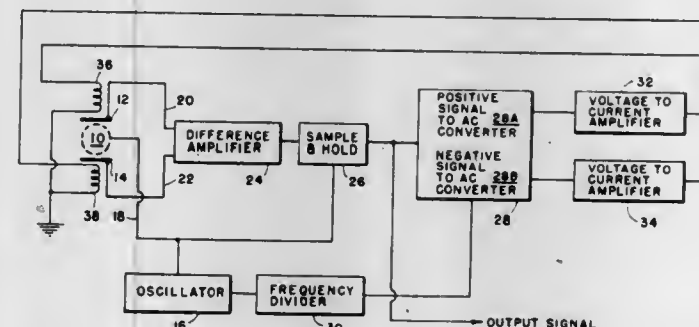 36
12
20
10
14
22
38
18
DIFFERENCE
AMPLIFIER
24
SAMPLE
& HOLD
26
POSITIVE
SIGNAL
TO AC 28A
CONVERTER
NEGATIVE
SIGNAL
TO AC 28B
CONVERTER
28
32
VOLTAGE TO
CURRENT
AMPLIFIER
VOLTAGE TO
CURRENT
AMPLIFIER
34
OSCILLATOR
16
FREQUENCY
DIVIDER
30
OUTPUT SIGNAL